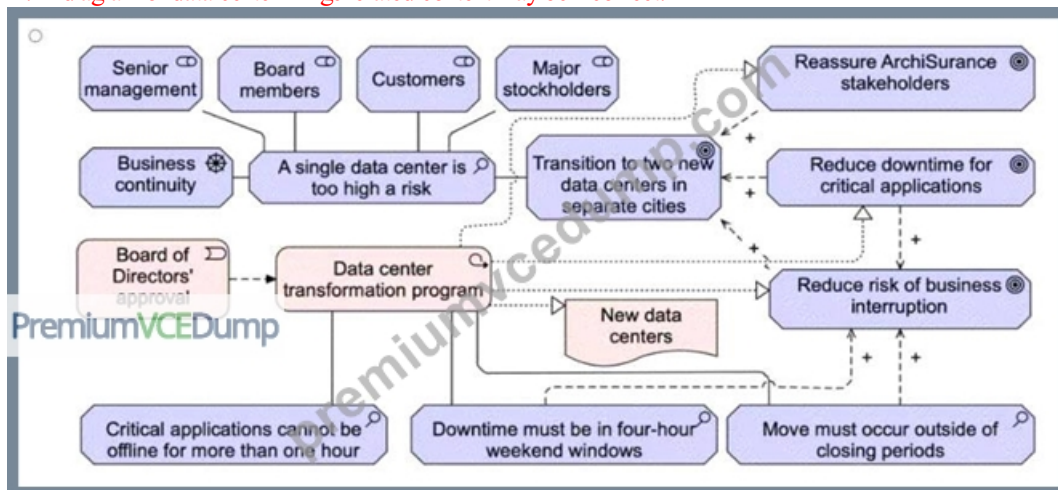 Senior
management
Board
members
Customers
Major
stockholders
Reassure ArchiSurance
stakeholders
Business
continuity
A single data center is
too high a risk
Transition to two new
data centers in
separate cities
Reduce downtime for
critical applications
Board of
Directors'
approval
Data center
transformation program
New data
centers
Reduce risk of business
interruption
+
+
+
+
+
+
PremiumVCEDump
premiumvcedump.com
Critical applications cannot be
offline for more than one hour
Downtime must be in four-hour
weekend windows
Move must occur outside of
closing periods